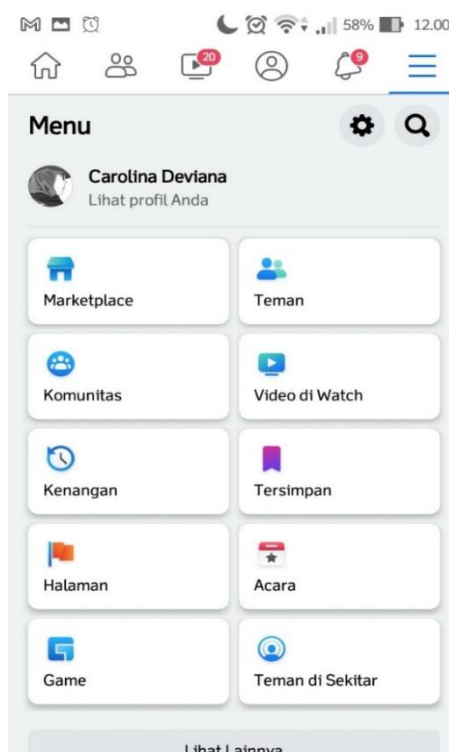 58% 12.00
20
9
Menu
Carolina Deviana
Lihat profil Anda
Marketplace
Teman
Komunitas
Video di Watch
Kenangan
Tersimpan
Halaman
Acara
Game
Teman di Sekitar
Lihat Lainnya